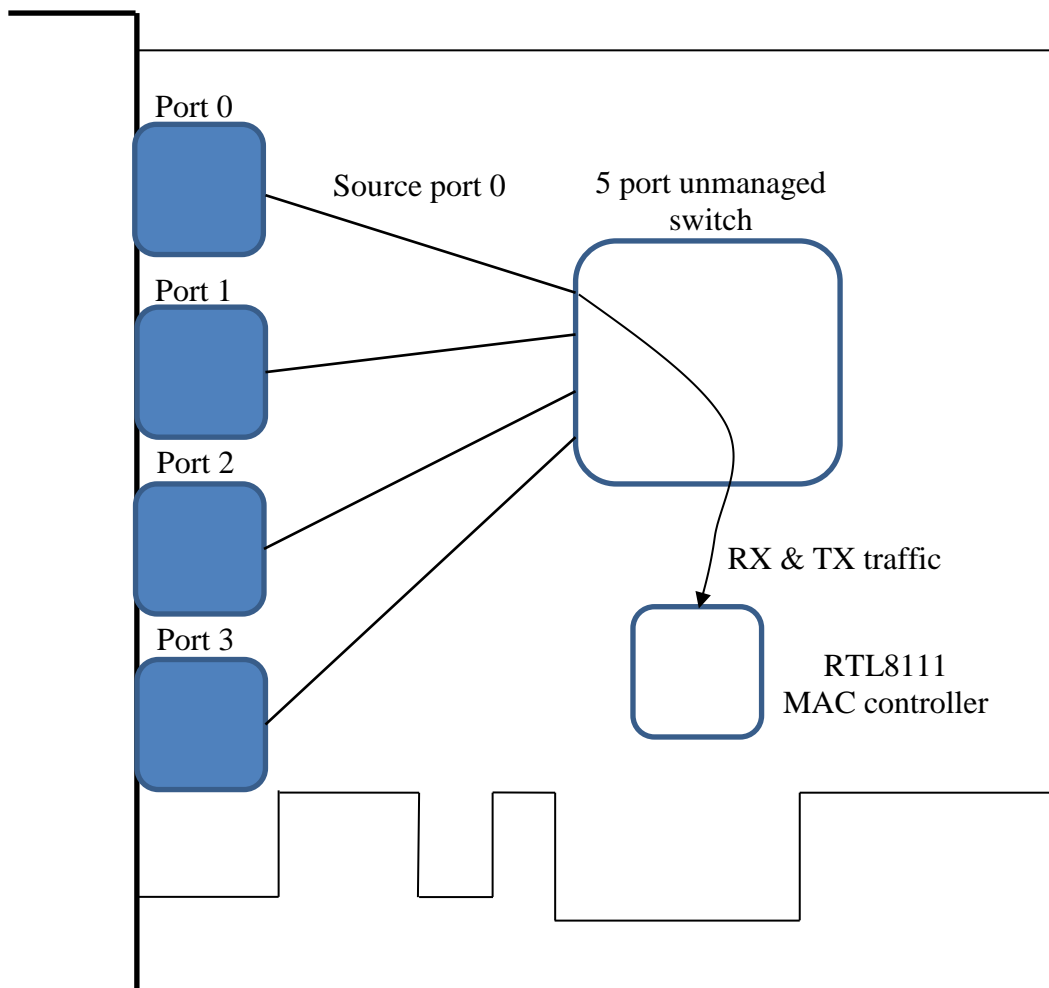 Port 0
Source port 0
5 port unmanaged
switch
Port 1
Port 2
RX & TX traffic
Port 3
RTL8111
MAC controller